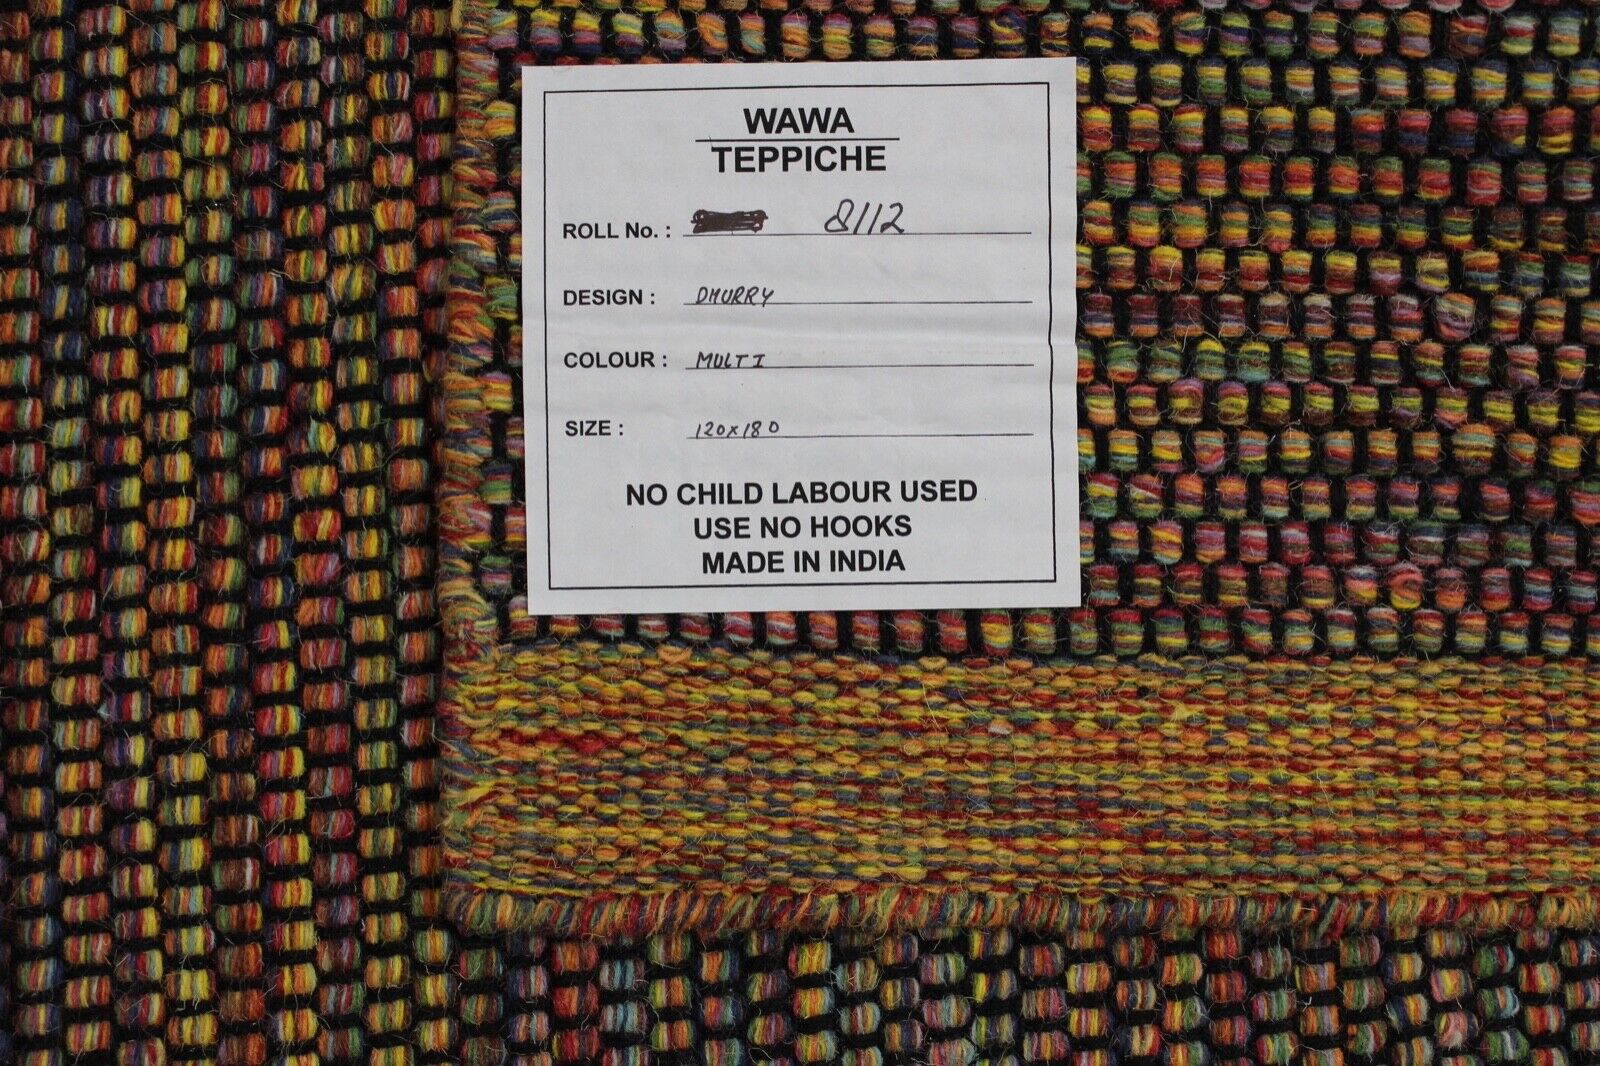 WAWA
TEPPICHE
ROLL No. : 8112
DESIGN : DHURRY
COLOUR : MULTI
SIZE : 120x180
NO CHILD LABOUR USED
USE NO HOOKS
MADE IN INDIA